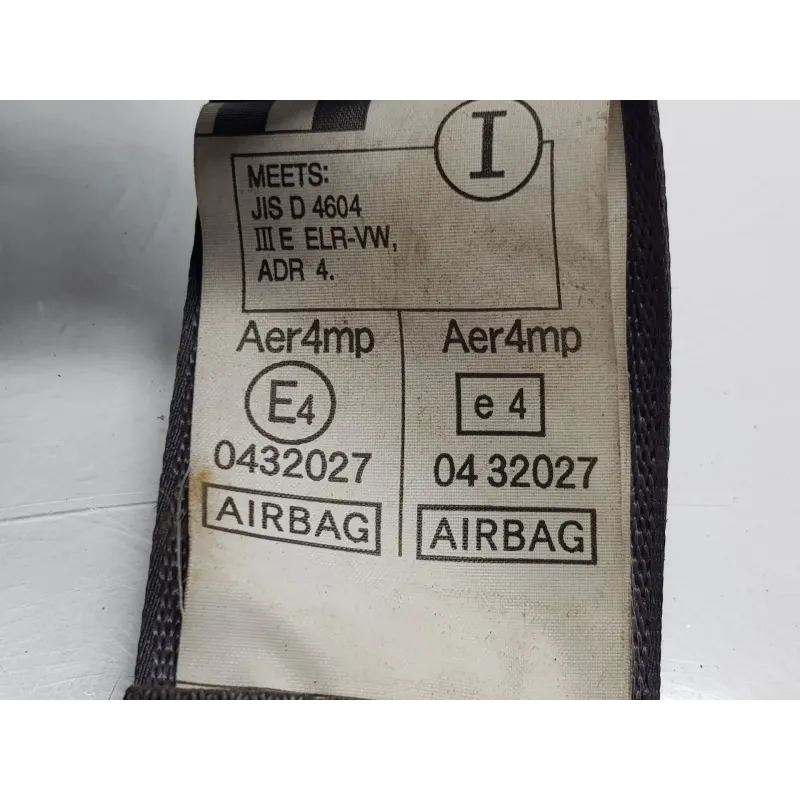 I
MEETS:
JIS D 4604
III E ELR-VW,
ADR 4.
Aer4mp Aer4mp
E4 e 4
0432027 04 32027
AIRBAG AIRBAG